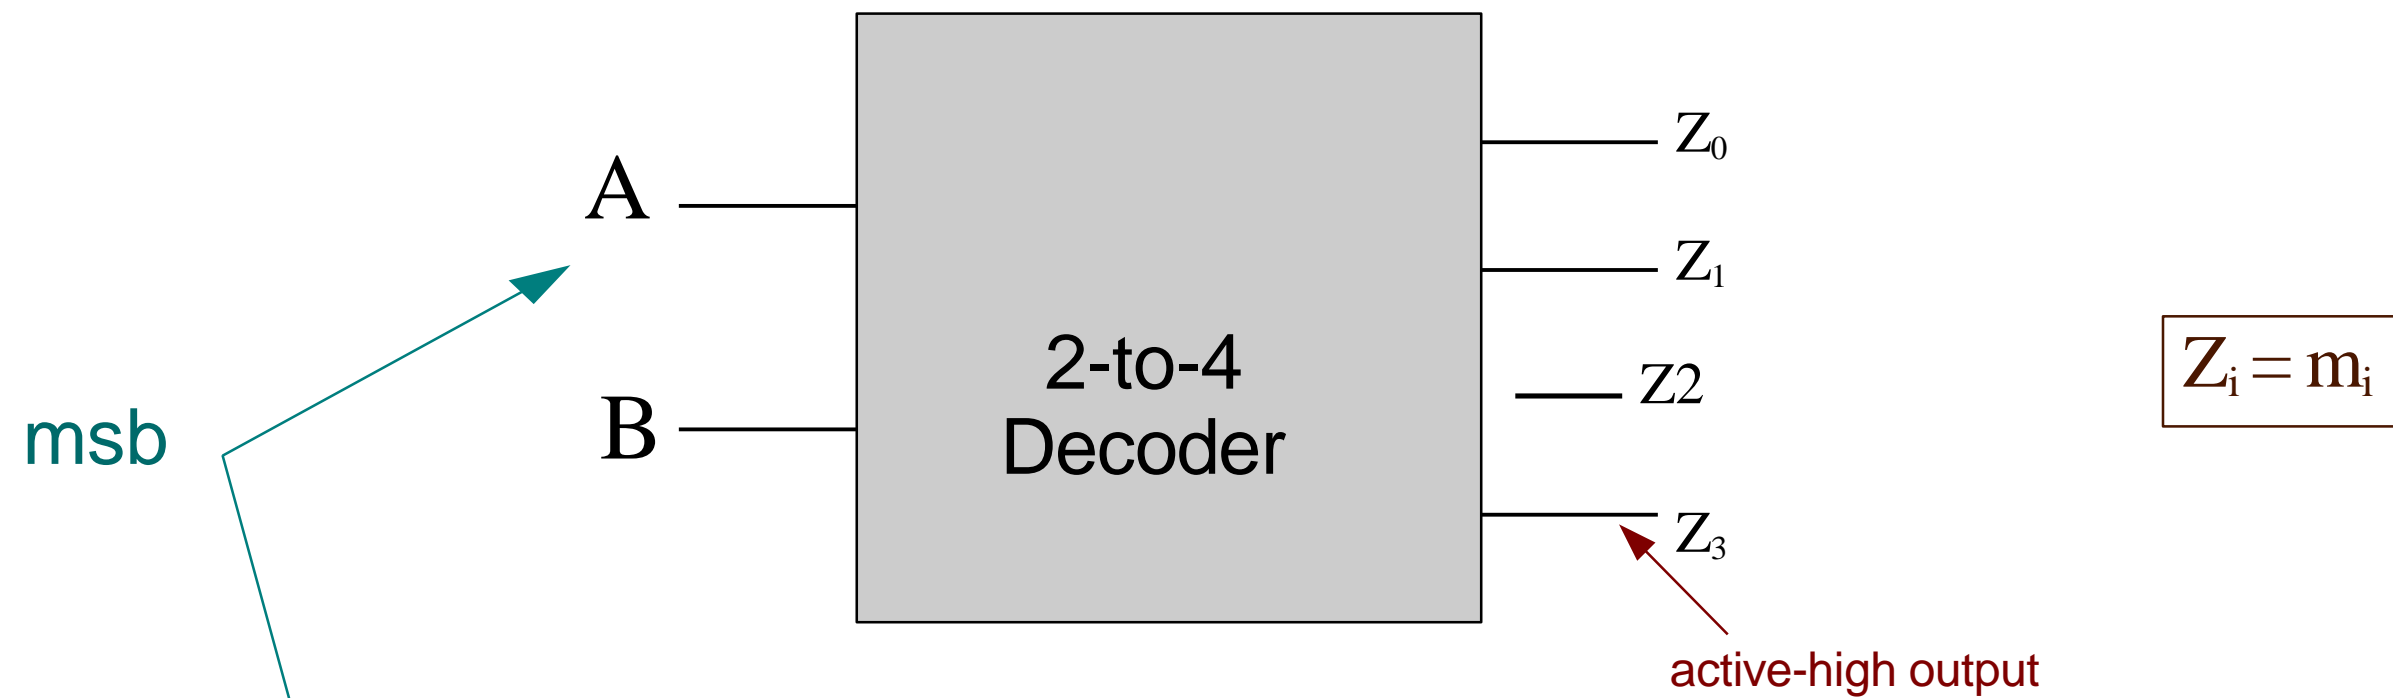 Z₀
A
Z₁
2-to-4
Z2
Zᵢ = mᵢ
msb
B
Decoder
Z₃
active-high output